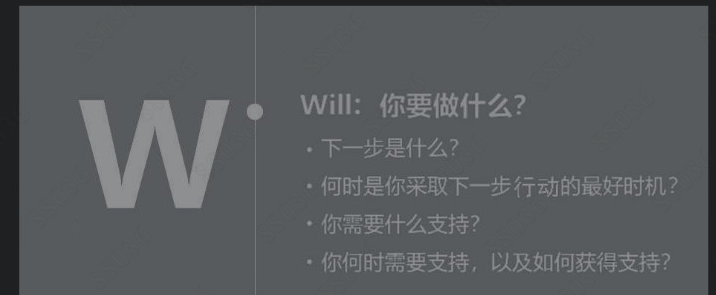 W
Will：你要做什么？
• 下一步是什么？
• 何时是你采取下一步行动的最好时机？
• 你需要什么支持？
• 你何时需要支持，以及如何获得支持？